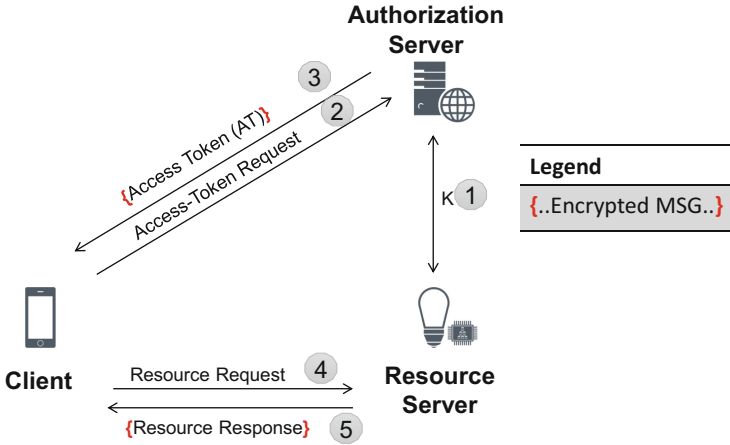 Authorization
Server
3
2
{Access Token (AT)}
Access-Token Request
K 1
Legend
{..Encrypted MSG..}
Client
Resource Request 4
{Resource Response} 5
Resource
Server